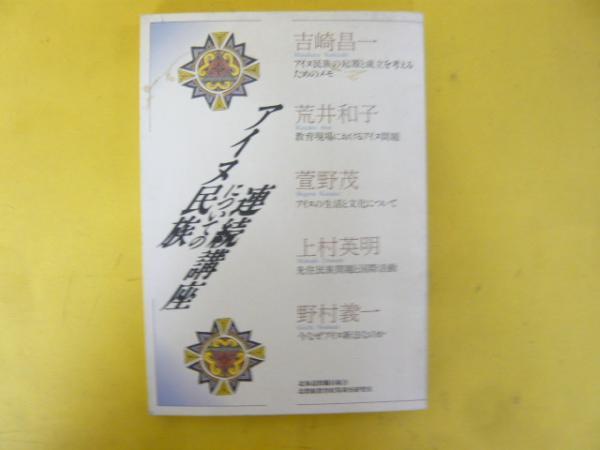 アイヌ民族
についての
連続講座
吉崎昌一
アイヌ民族の起源と成立を考える
ためのメモ
荒井和子
教育現場におけるアイヌ問題
萱野茂
アイヌの生活と文化について
上村英明
先住民族問題と国際活動
野村義一
今なぜアイヌ新法なのか